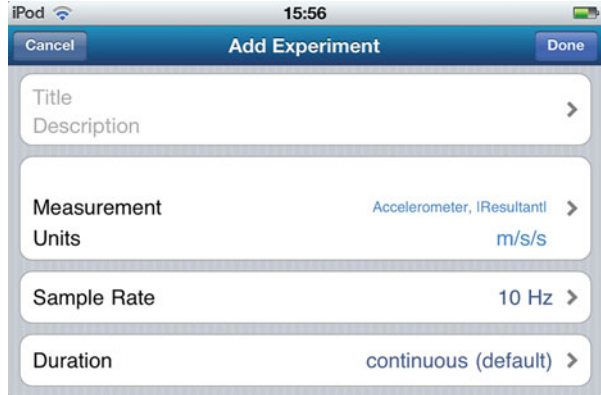 iPod 15:56
Cancel Add Experiment Done
Title
Description
Measurement Accelerometer, |Resultant|
Units m/s/s
Sample Rate 10 Hz
Duration continuous (default)